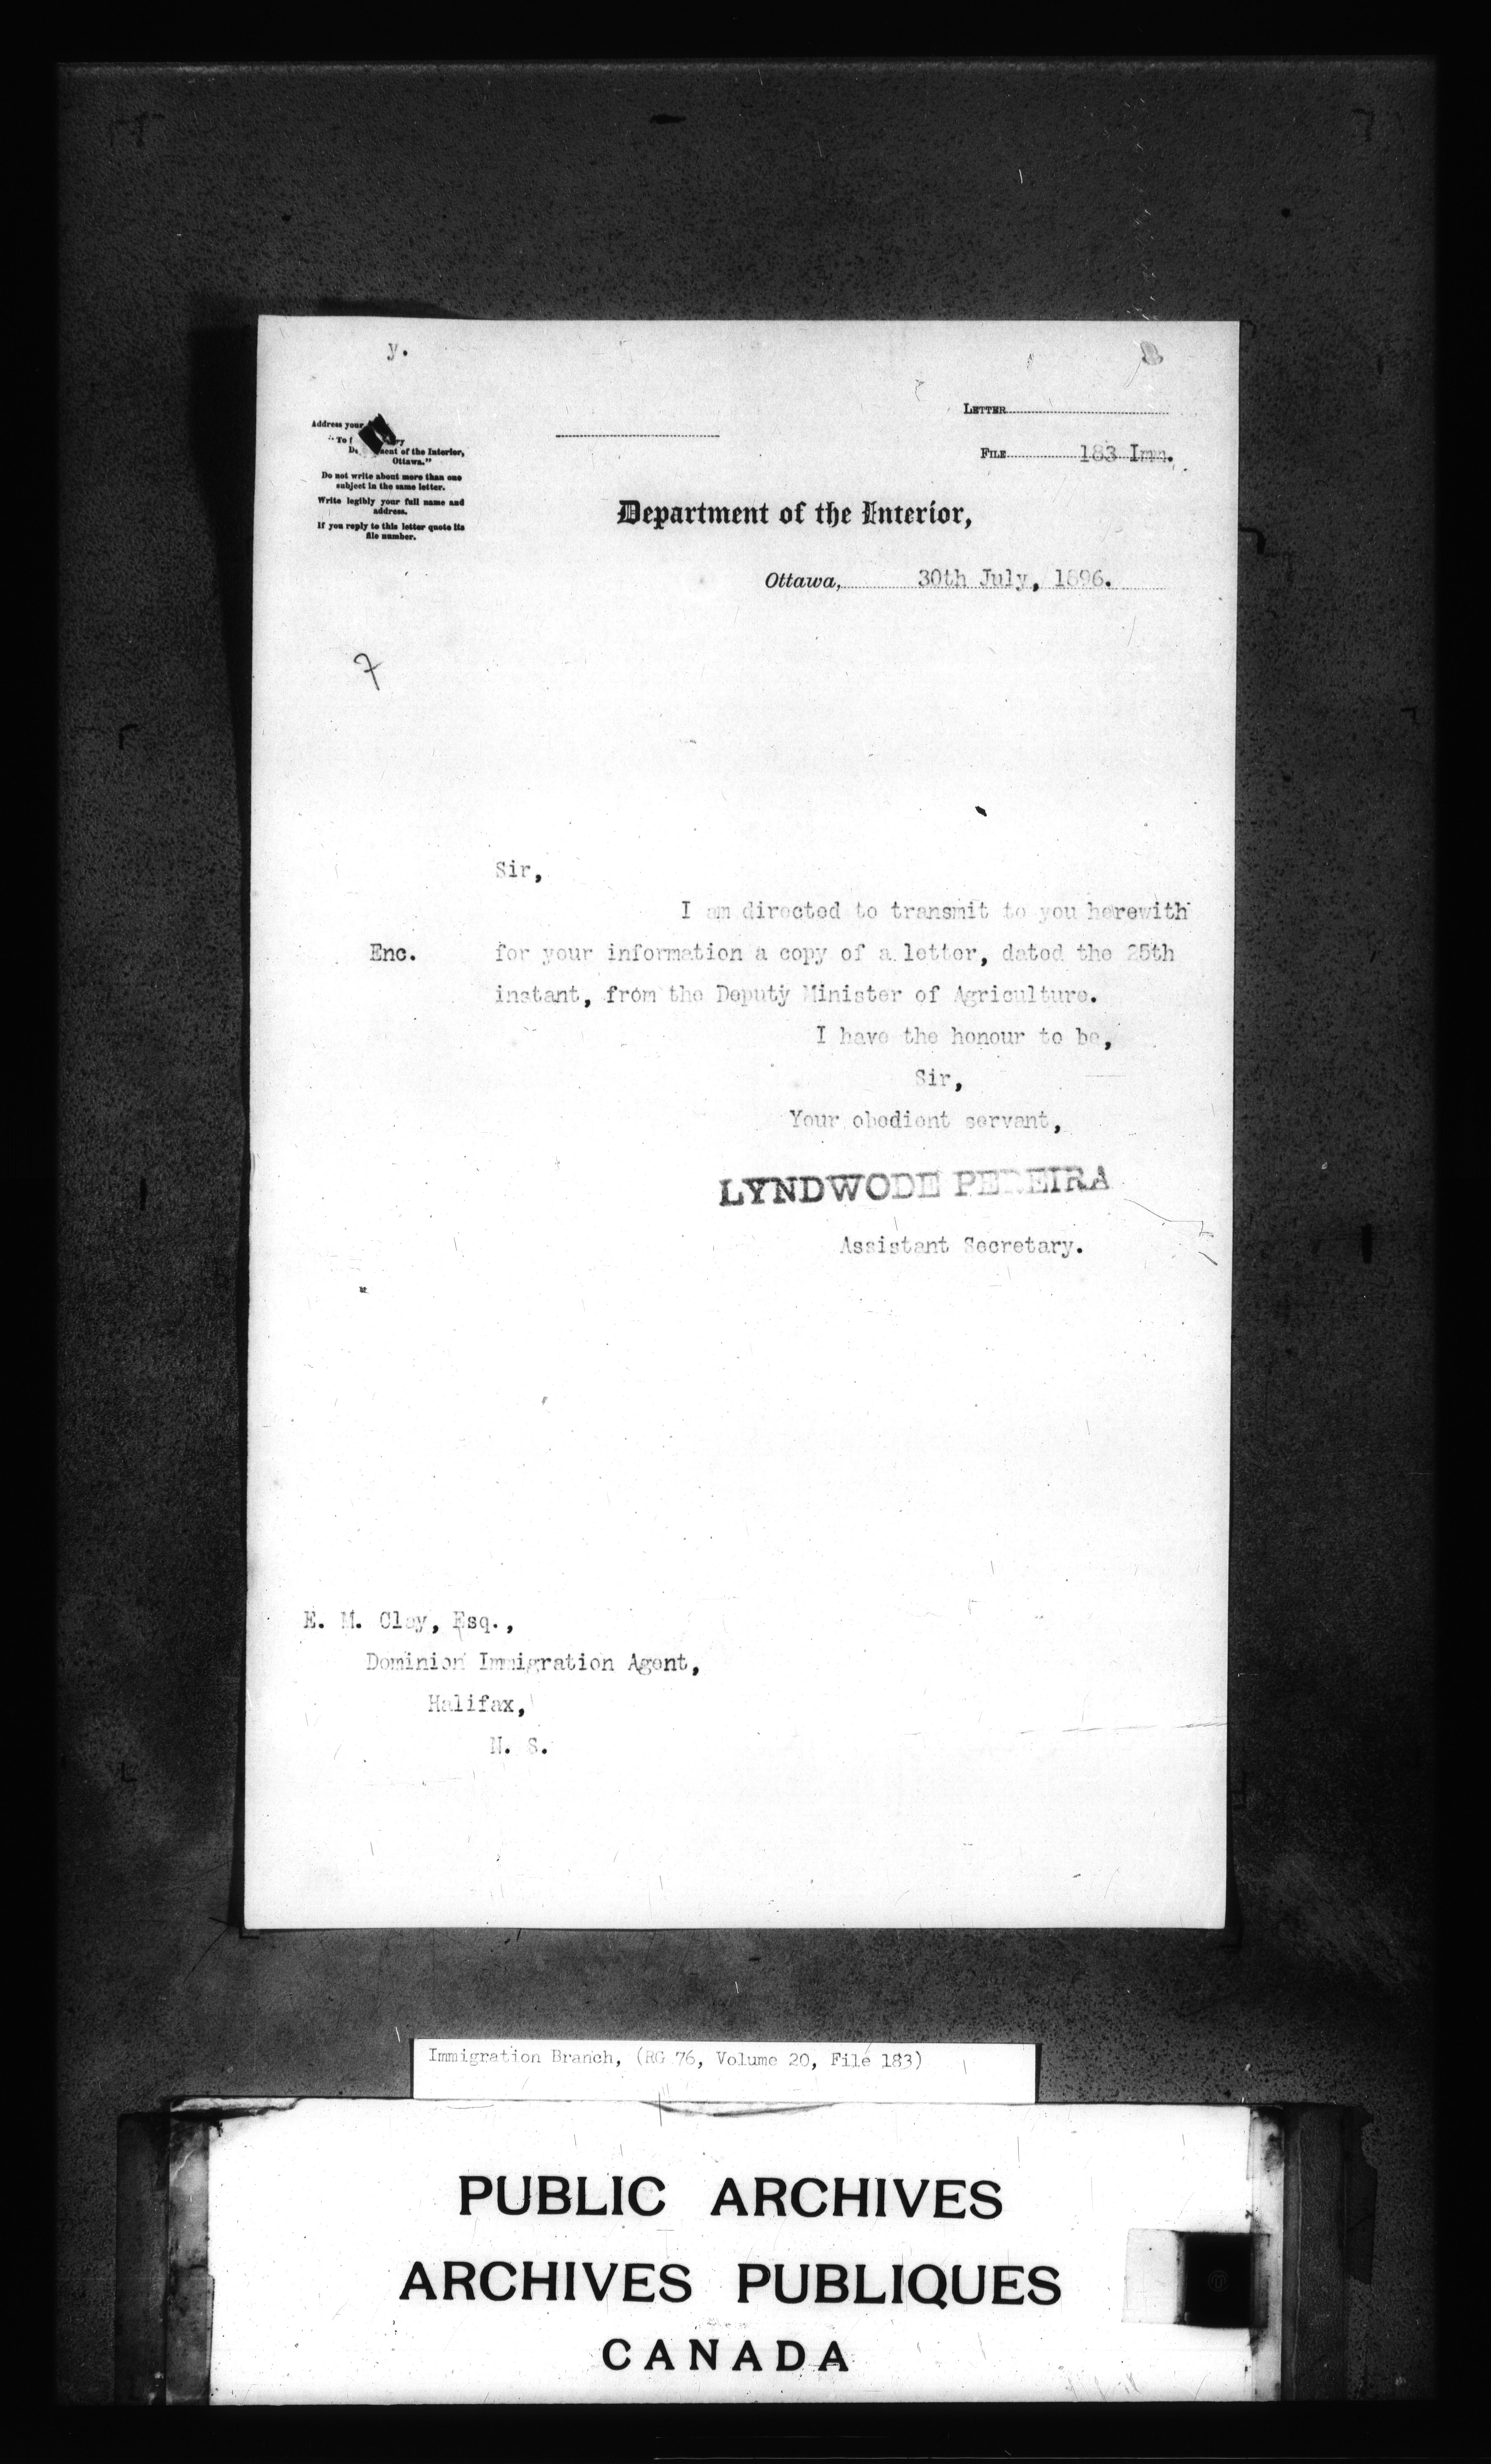 y.
LETTER
Address your
"To
of the Interior,
Ottawa."
Do not write about more than one
subject in the same letter.
Write legibly your full name and
address.
If you reply to this letter quote its
file number.
FILE 183 Imm.
Department of the Interior,
Ottawa, 30th July, 1896.
7
Sir,
I am directed to transmit to you herewith
Enc. for your information a copy of a letter, dated the 25th
instant, from the Deputy Minister of Agriculture.
I have the honour to be,
Sir,
Your obedient servant,
LYNDWODE PEREIRA
Assistant Secretary.
E. M. Clay, Esq.,
Dominion Immigration Agent,
Halifax,
N. S.
Immigration Branch, (RG 76, Volume 20, File 183)
PUBLIC ARCHIVES
ARCHIVES PUBLIQUES
CANADA